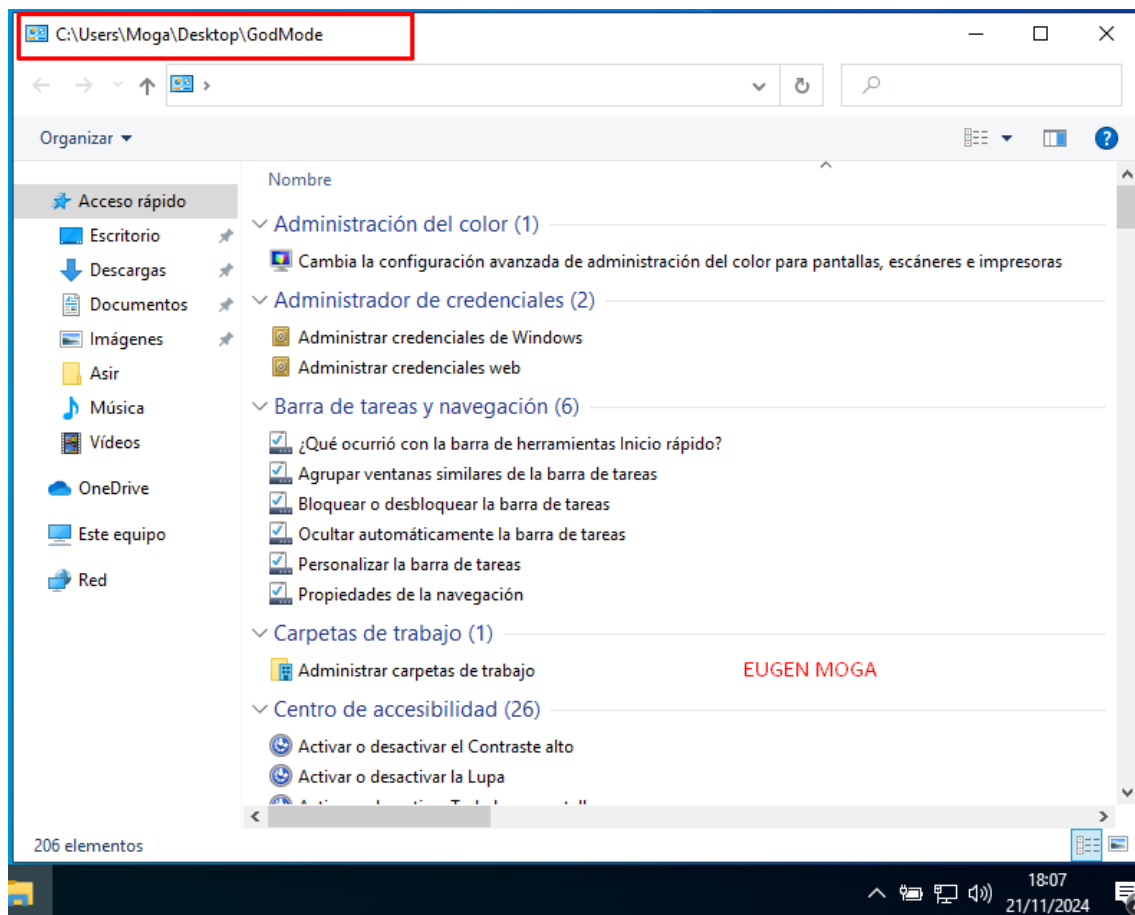 C:\Users\Moga\Desktop\GodMode
Organizar
Nombre
Acceso rápido
Escritorio
Descargas
Documentos
Imágenes
Asir
Música
Vídeos
OneDrive
Este equipo
Red
Administración del color (1)
Cambia la configuración avanzada de administración del color para pantallas, escáneres e impresoras
Administrador de credenciales (2)
Administrar credenciales de Windows
Administrar credenciales web
Barra de tareas y navegación (6)
¿Qué ocurrió con la barra de herramientas Inicio rápido?
Agrupar ventanas similares de la barra de tareas
Bloquear o desbloquear la barra de tareas
Ocultar automáticamente la barra de tareas
Personalizar la barra de tareas
Propiedades de la navegación
Carpetas de trabajo (1)
Administrar carpetas de trabajo
EUGEN MOGA
Centro de accesibilidad (26)
Activar o desactivar el Contraste alto
Activar o desactivar la Lupa
206 elementos
18:07
21/11/2024